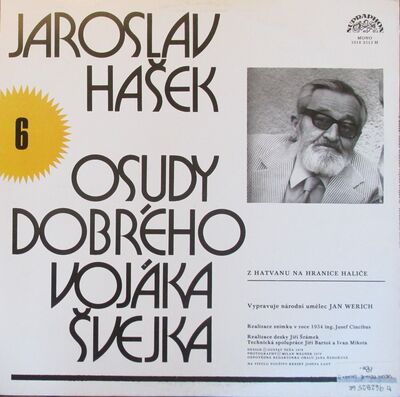 JAROSLAV
HAŠEK
SUPRAPHON
MONO
6
OSUDY
DOBRÉHO
VOJÁKA
ŠVEJKA
Z HATVANU NA HRANICE HALIČE
Vypravuje národní umělec JAN WERICH
Realizace snímku v roce 1954 ing. Josef Cincibus
Realizace desky Jiří Šrámek
Technická spolupráce Jiří Bartoš a Ivan Mikota